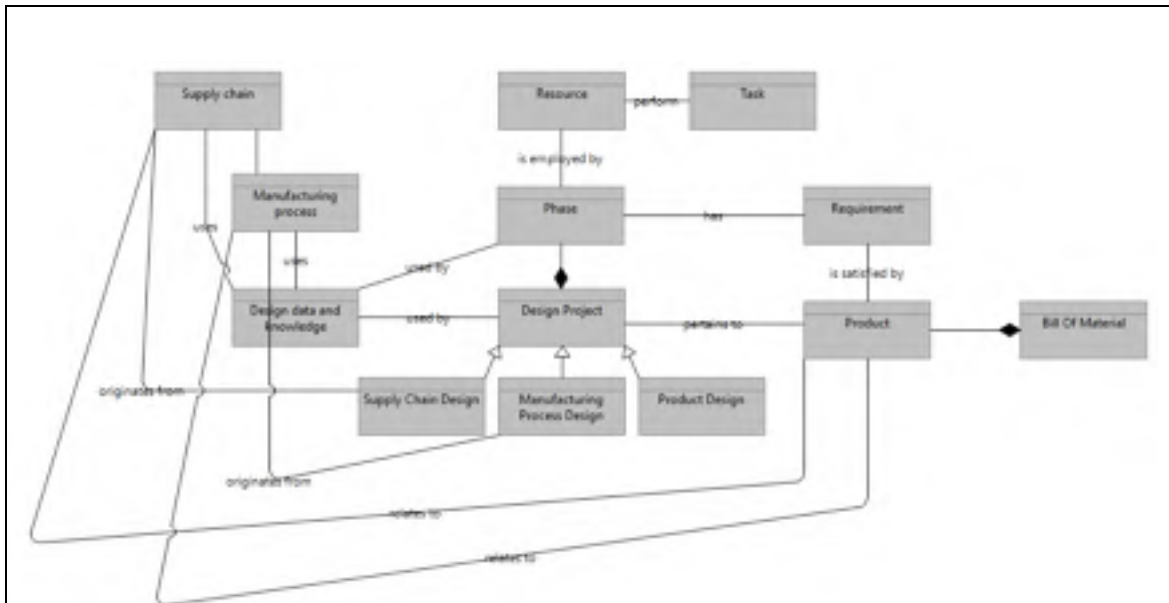 Supply chain
Resource
perform
Task
is employed by
Manufacturing
process
Phase
has
Requirement
uses
uses
used by
is satisfied by
Design data and
knowledge
used by
Design Project
pertains to
Product
Bill Of Material
originates from
Supply Chain Design
Manufacturing
Process Design
Product Design
originates from
relates to
relates to